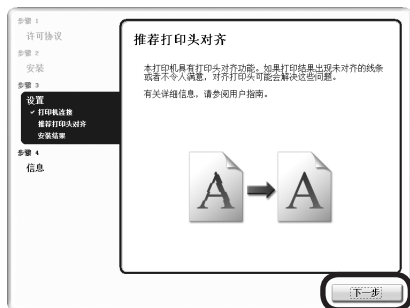 步骤 1
许可协议
步骤 2
安装
步骤 3
设置
✓ 打印机连接
推荐打印头对齐
安装结果
步骤 4
信息
推荐打印头对齐
本打印机具有打印头对齐功能。如果打印结果出现未对齐的线条
或者不令人满意，对齐打印头可能会解决这些问题。
有关详细信息，请参阅用户指南。
A
A
下一步